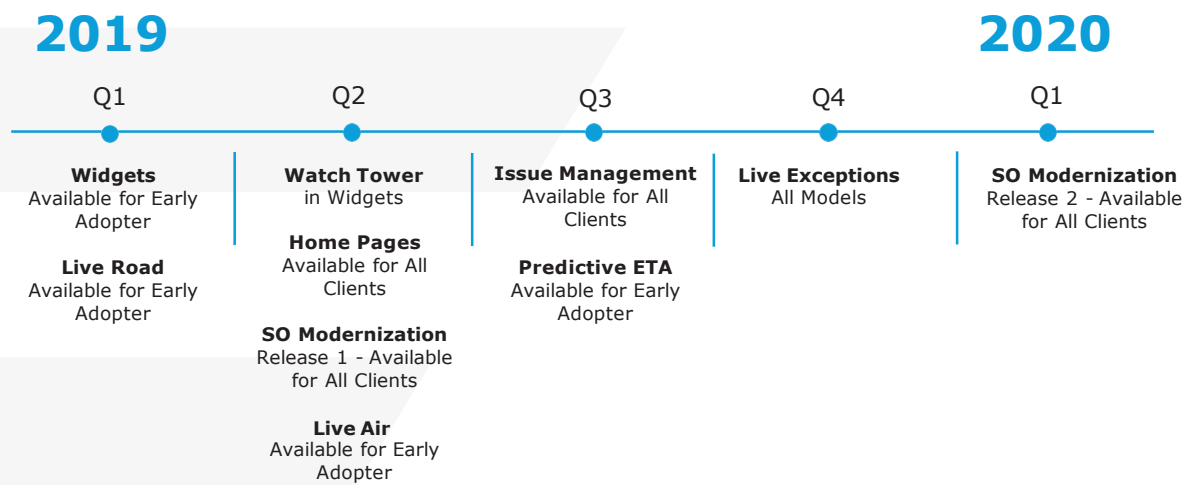 2019
2020
Q1
Q2
Q3
Q4
Q1
Widgets
Available for Early
Adopter
Live Road
Available for Early
Adopter
Watch Tower
in Widgets
Home Pages
Available for All
Clients
SO Modernization
Release 1 - Available
for All Clients
Live Air
Available for Early
Adopter
Issue Management
Available for All
Clients
Predictive ETA
Available for Early
Adopter
Live Exceptions
All Models
SO Modernization
Release 2 - Available
for All Clients